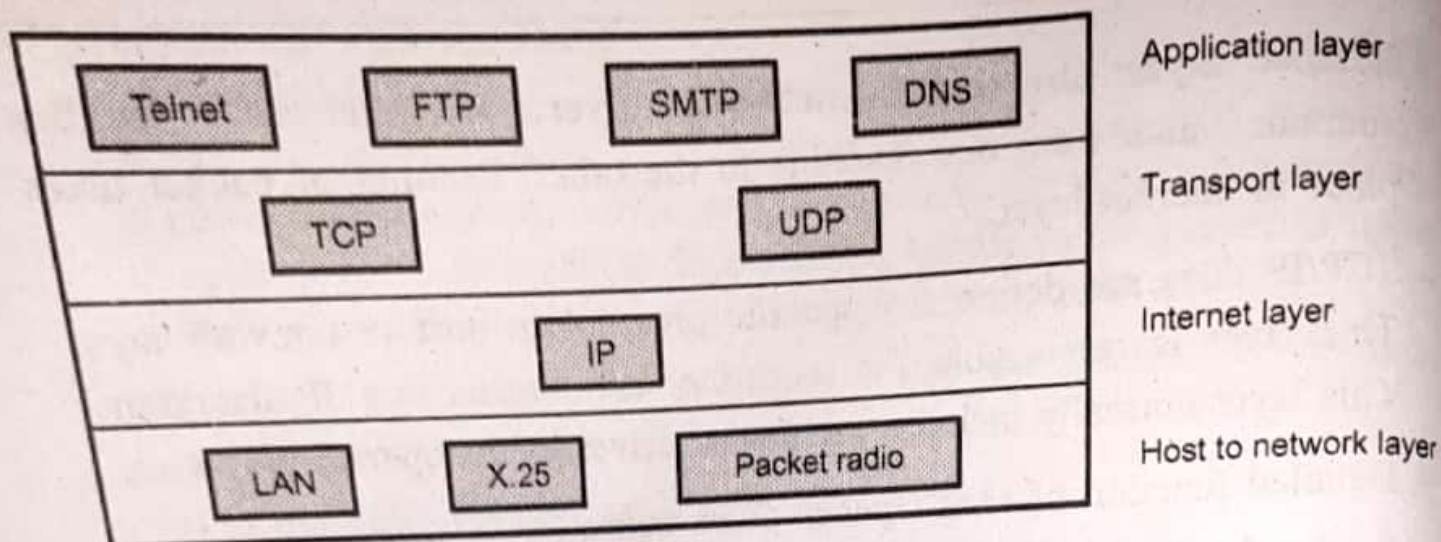 Telnet FTP SMTP DNS Application layer
TCP UDP Transport layer
IP Internet layer
LAN X.25 Packet radio Host to network layer